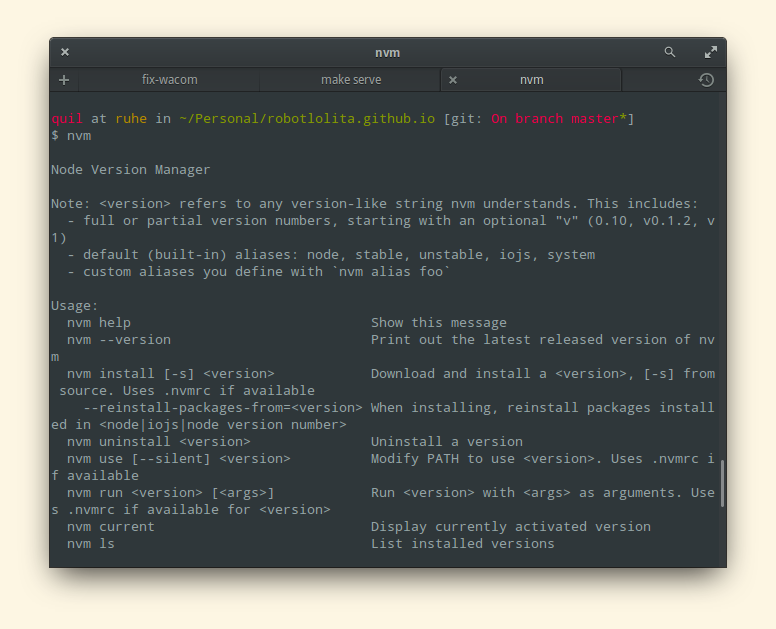 nvm
fix-wacom
make serve
nvm
quil at ruhe in ~/Personal/robotlolita.github.io [git: On branch master*]
$ nvm
Node Version Manager
Note: <version> refers to any version-like string nvm understands. This includes:
  - full or partial version numbers, starting with an optional "v" (0.10, v0.1.2, v
1)
  - default (built-in) aliases: node, stable, unstable, iojs, system
  - custom aliases you define with `nvm alias foo`
Usage:
  nvm help                              Show this message
  nvm --version                         Print out the latest released version of nv
m
  nvm install [-s] <version>            Download and install a <version>, [-s] from
 source. Uses .nvmrc if available
    --reinstall-packages-from=<version> When installing, reinstall packages install
ed in <node|iojs|node version number>
  nvm uninstall <version>               Uninstall a version
  nvm use [--silent] <version>          Modify PATH to use <version>. Uses .nvmrc i
f available
  nvm run <version> [<args>]            Run <version> with <args> as arguments. Use
s .nvmrc if available for <version>
  nvm current                           Display currently activated version
  nvm ls                                List installed versions